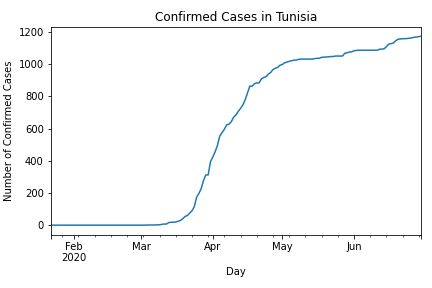 Confirmed Cases in Tunisia
1200
1000
800
600
400
200
0
Number of Confirmed Cases
Feb
2020
Mar
Apr
May
Jun
Day